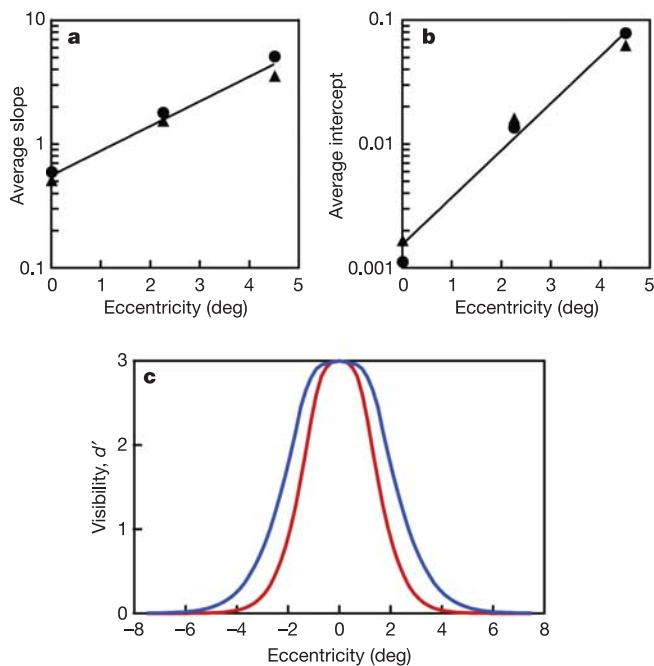 a
10
1
0.1
Average slope
0 1 2 3 4 5
Eccentricity (deg)
b
0.1
0.01
0.001
Average intercept
0 1 2 3 4 5
Eccentricity (deg)
c
3
2
1
0
Visibility, d′
−8 −6 −4 −2 0 2 4 6 8
Eccentricity (deg)